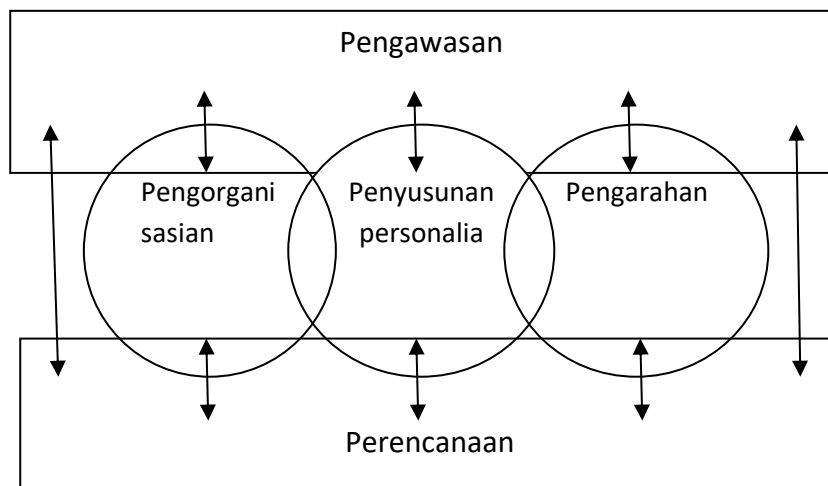 Pengawasan
Pengorgani
sasian
Penyusunan
personalia
Pengarahan
Perencanaan